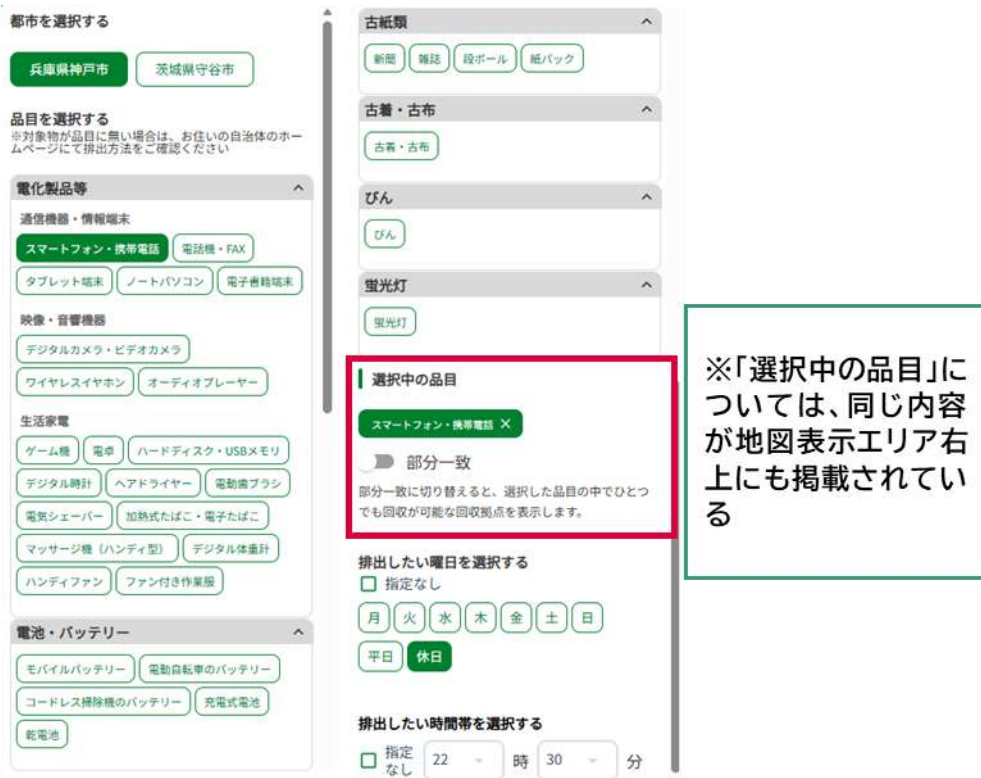 都市を選択する
兵庫県神戸市
茨城県守谷市
品目を選択する
※対象物が品目に無い場合は、お住いの自治体のホー
ムページにて排出方法をご確認ください
電化製品等
通信機器・情報端末
スマートフォン・携帯電話
電話機・FAX
タブレット端末
ノートパソコン
電子書籍端末
映像・音響機器
デジタルカメラ・ビデオカメラ
ワイヤレスイヤホン
オーディオプレーヤー
生活家電
ゲーム機
電卓
ハードディスク・USBメモリ
デジタル時計
ヘアドライヤー
電動歯ブラシ
電気シェーバー
加熱式たばこ・電子たばこ
マッサージ機（ハンディ型）
デジタル体重計
ハンディファン
ファン付き作業服
電池・バッテリー
モバイルバッテリー
電動自転車のバッテリー
コードレス掃除機のバッテリー
充電式電池
乾電池
古紙類
新聞
雑誌
段ボール
紙パック
古着・古布
古着・古布
びん
びん
蛍光灯
蛍光灯
選択中の品目
スマートフォン・携帯電話 ×
部分一致
部分一致に切り替えると、選択した品目の中でひとつ
でも回収が可能な回収拠点を表示します。
排出したい曜日を選択する
指定なし
月
火
水
木
金
土
日
平日
休日
排出したい時間帯を選択する
指定
なし
22
時
30
分
※「選択中の品目」に
ついては、同じ内容
が地図表示エリア右
上にも掲載されてい
る